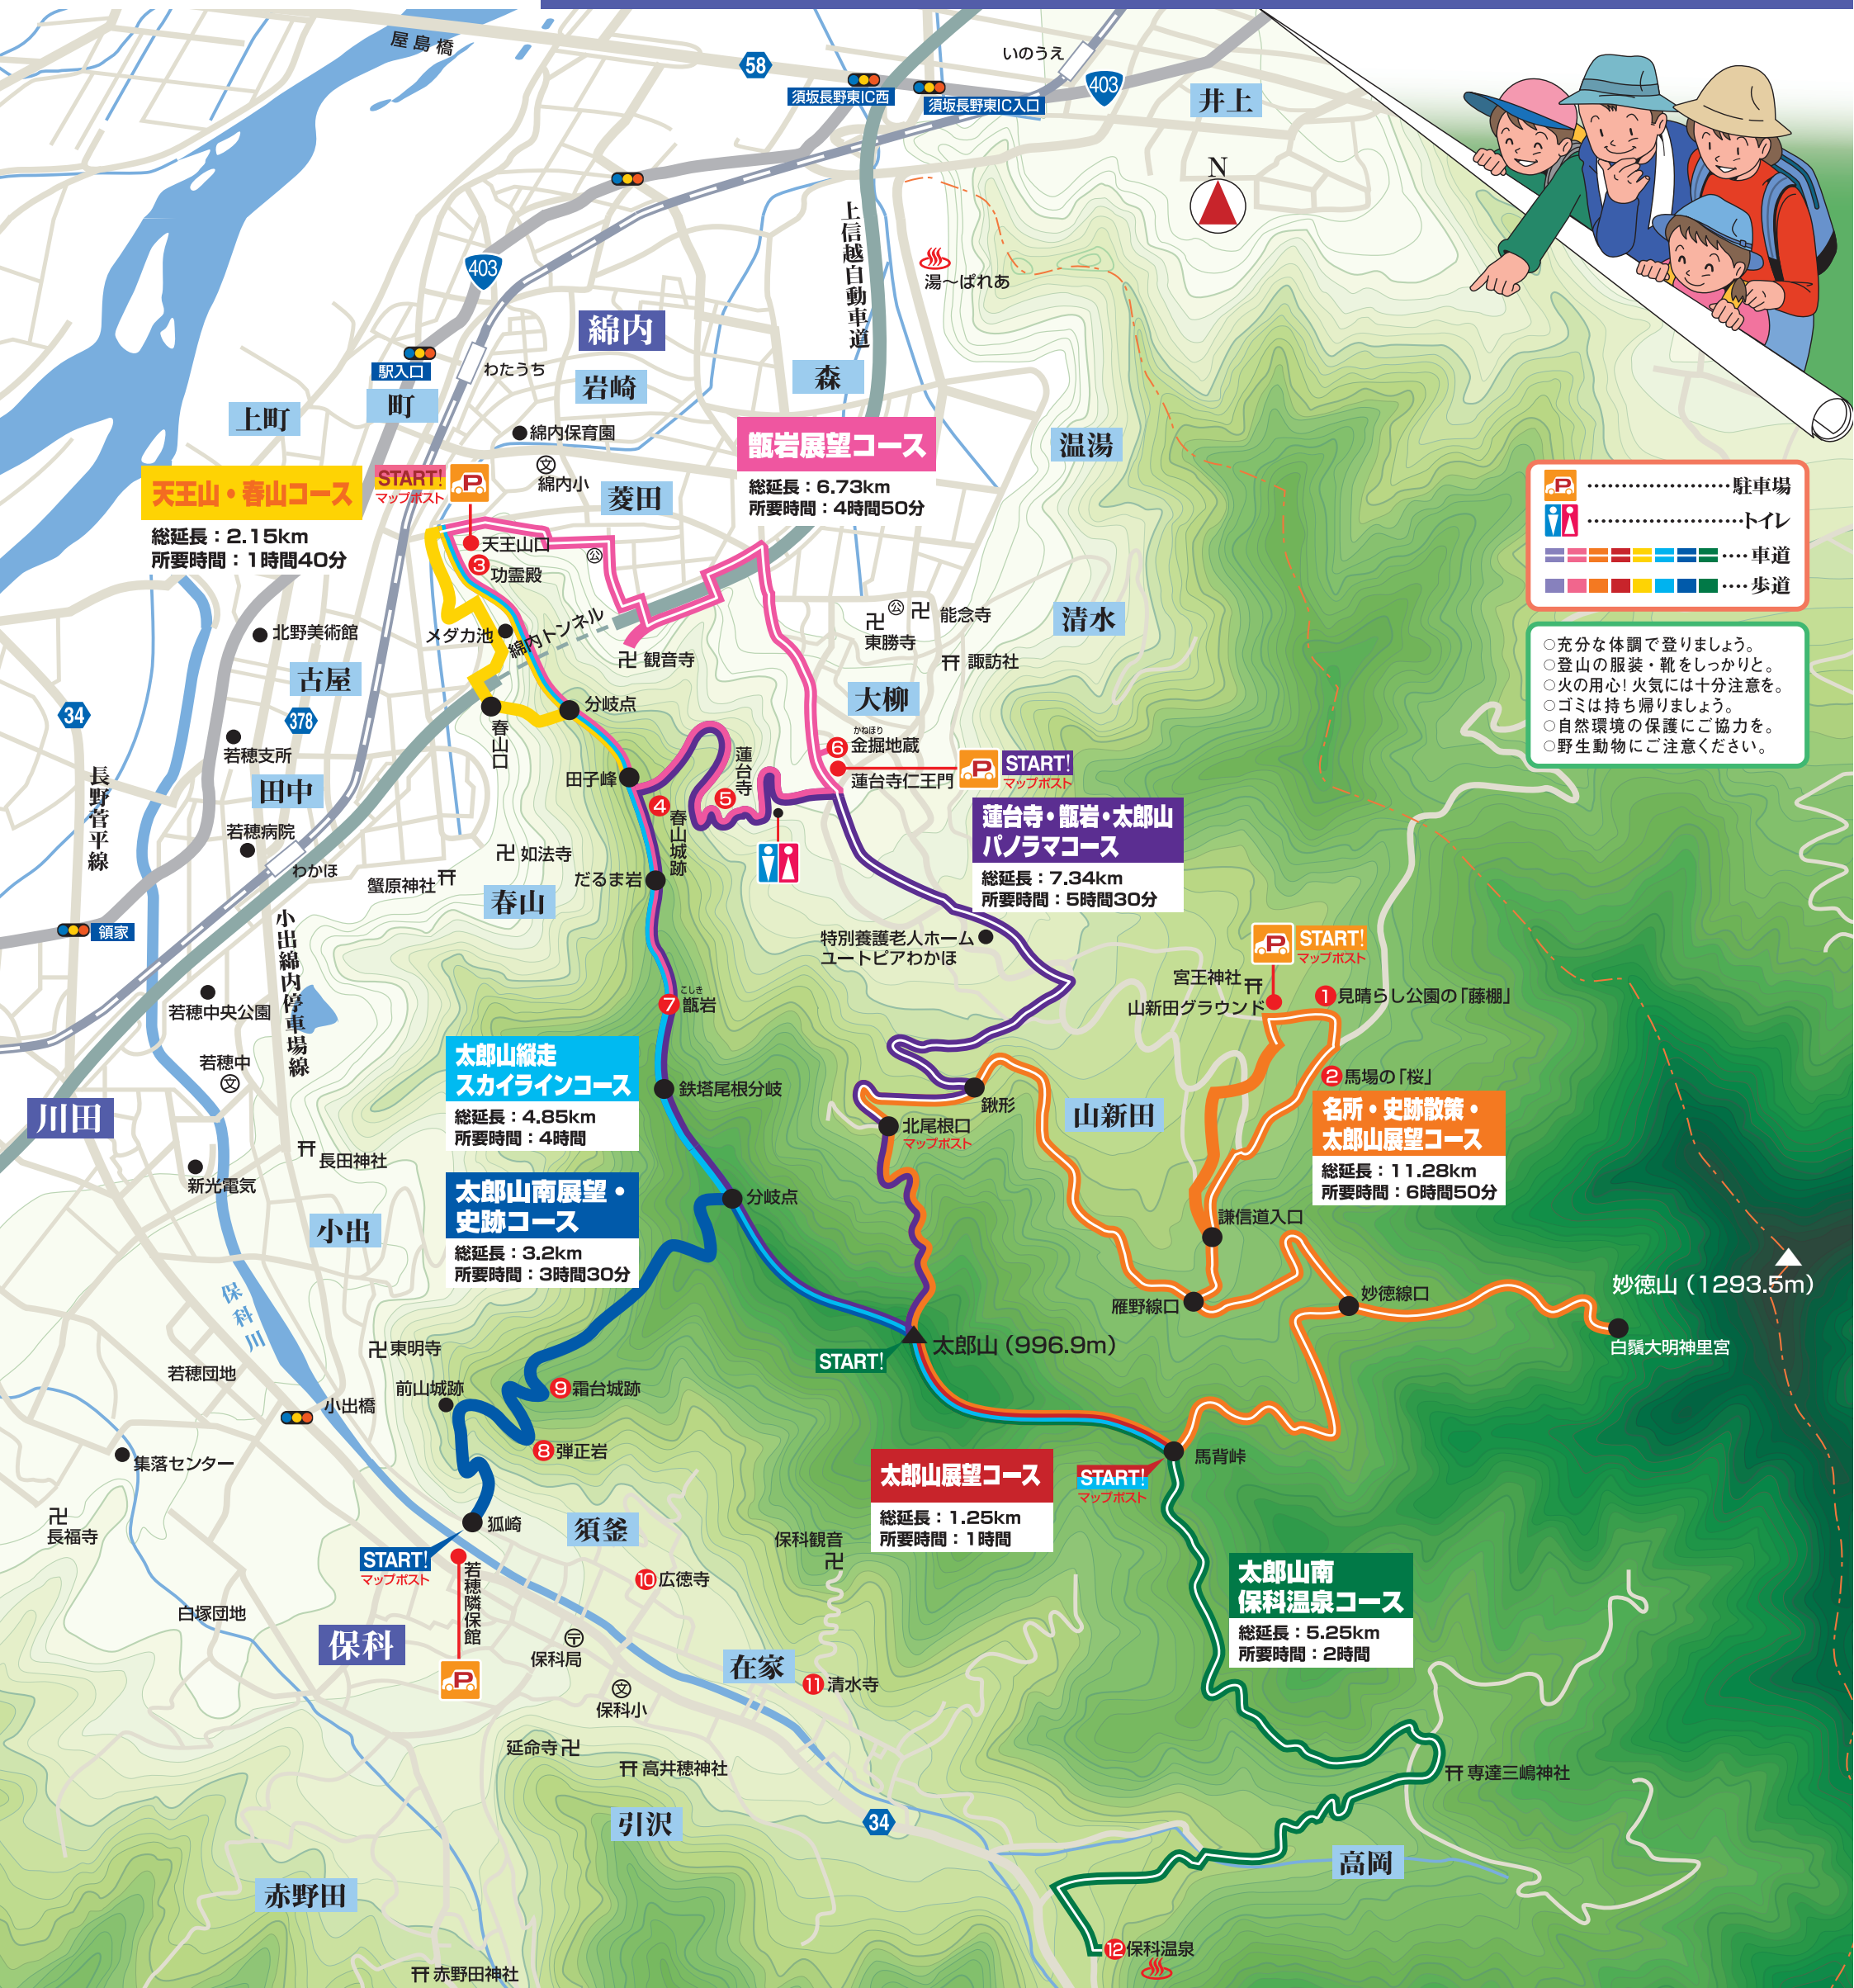 屋島橋
58
須坂長野東IC西
須坂長野東IC入口
いのうえ
403
井上
N
上信越自動車道
湯〜ぱれあ
403
綿内
駅入口
わたうち
岩崎
森
上町
町
綿内保育園
綿内小
文
菱田
温湯
甑岩展望コース
総延長：6.73km
所要時間：4時間50分
天王山・春山コース
総延長：2.15km
所要時間：1時間40分
START!
マップポスト
P
天王山口
3 功霊殿
公
メダカ池
綿内トンネル
卍 観音寺
北野美術館
古屋
378
34
若穂支所
長野菅平線
田中
若穂病院
わかほ
領家
春山口
分岐点
田子峰
4 春山城跡
蓮台寺
5
卍 如法寺
蟹原神社
春山
だるま岩
公
卍
卍 能念寺
東勝寺
諏訪社
清水
大柳
かねほり
6 金掘地蔵
蓮台寺仁王門
P
START!
マップポスト
蓮台寺・甑岩・太郎山
パノラマコース
総延長：7.34km
所要時間：5時間30分
P ………………駐車場
………………トイレ
‥‥車道
‥‥歩道
○充分な体調で登りましょう。
○登山の服装・靴をしっかりと。
○火の用心！火気には十分注意を。
○ゴミは持ち帰りましょう。
○自然環境の保護にご協力を。
○野生動物にご注意ください。
特別養護老人ホーム
ユートピアわかほ
P
START!
マップポスト
宮王神社
山新田グラウンド
1 見晴らし公園の「藤棚」
2 馬場の「桜」
名所・史跡散策・
太郎山展望コース
総延長：11.28km
所要時間：6時間50分
小出綿内停車場線
若穂中央公園
若穂中
文
川田
長田神社
新光電気
小出
保科川
こしき
7 甑岩
太郎山縦走
スカイラインコース
総延長：4.85km
所要時間：4時間
鉄塔尾根分岐
太郎山南展望・
史跡コース
総延長：3.2km
所要時間：3時間30分
分岐点
鍬形
北尾根口
マップポスト
山新田
謙信道入口
雁野線口
妙徳線口
妙徳山（1293.5m）
白鬚大明神里宮
太郎山（996.9m）
START!
卍 東明寺
前山城跡
若穂団地
小出橋
集落センター
卍
長福寺
9 霜台城跡
8 弾正岩
狐崎
START!
マップポスト
須釜
若穂隣保館
P
白塚団地
保科
太郎山展望コース
総延長：1.25km
所要時間：1時間
START!
マップポスト
馬背峠
保科観音
卍
10 広徳寺
〒
保科局
在家
11 清水寺
文
保科小
延命寺 卍
高井穂神社
太郎山南
保科温泉コース
総延長：5.25km
所要時間：2時間
専達三嶋神社
引沢
34
高岡
赤野田
12 保科温泉
赤野田神社